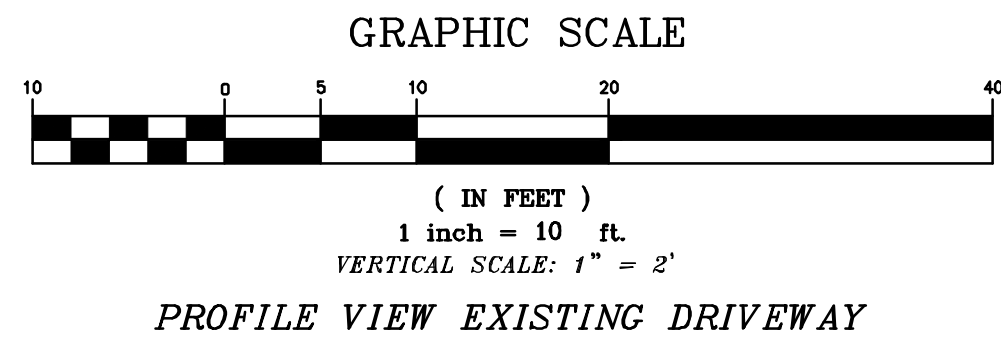 GRAPHIC SCALE
10 0 5 10 20 40
( IN FEET )
1 inch = 10 ft.
VERTICAL SCALE: 1" = 2'
PROFILE VIEW EXISTING DRIVEWAY